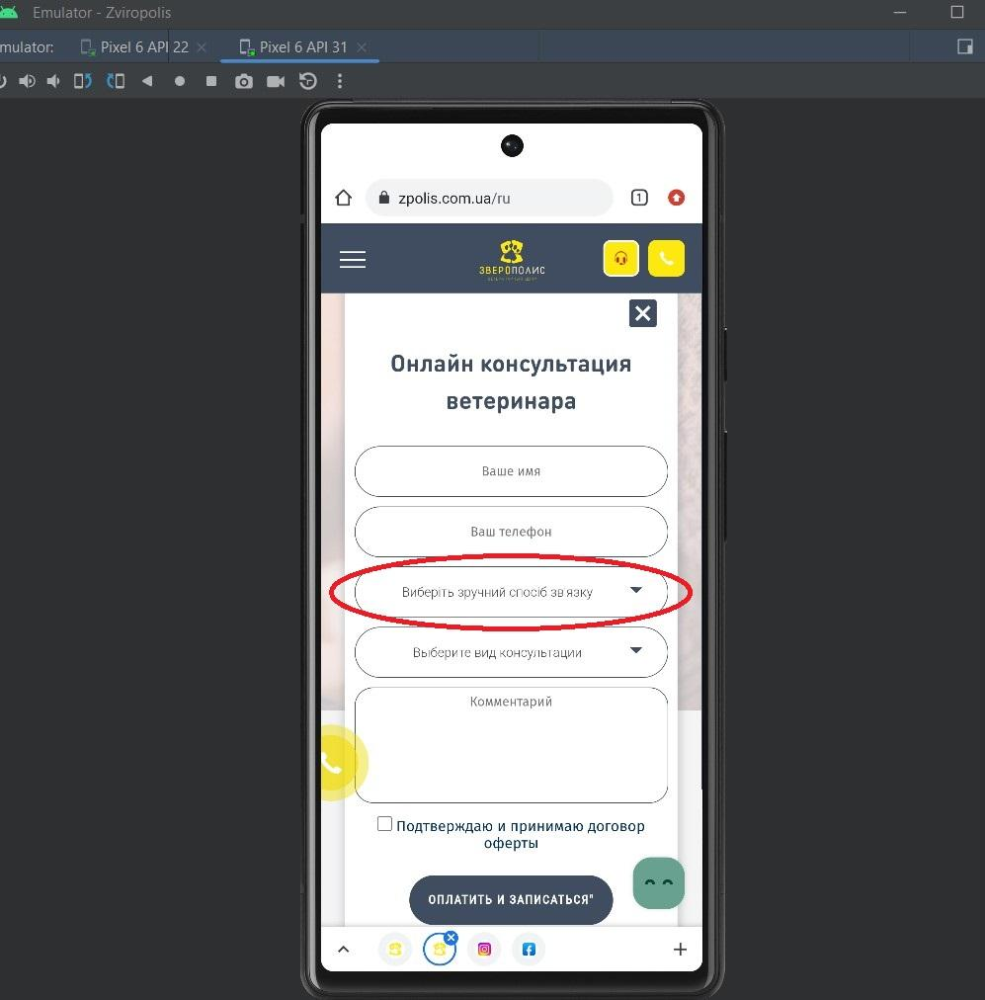 Emulator - Zviropolis
mulator: Pixel 6 API 22 Pixel 6 API 31
zpolis.com.ua/ru 1
ЗВЕРОПОЛИС
Онлайн консультация
ветеринара
Ваше имя
Ваш телефон
Виберіть зручний спосіб зв'язку
Выберите вид консультации
Комментарий
Подтверждаю и принимаю договор
оферты
ОПЛАТИТЬ И ЗАПИСАТЬСЯ"